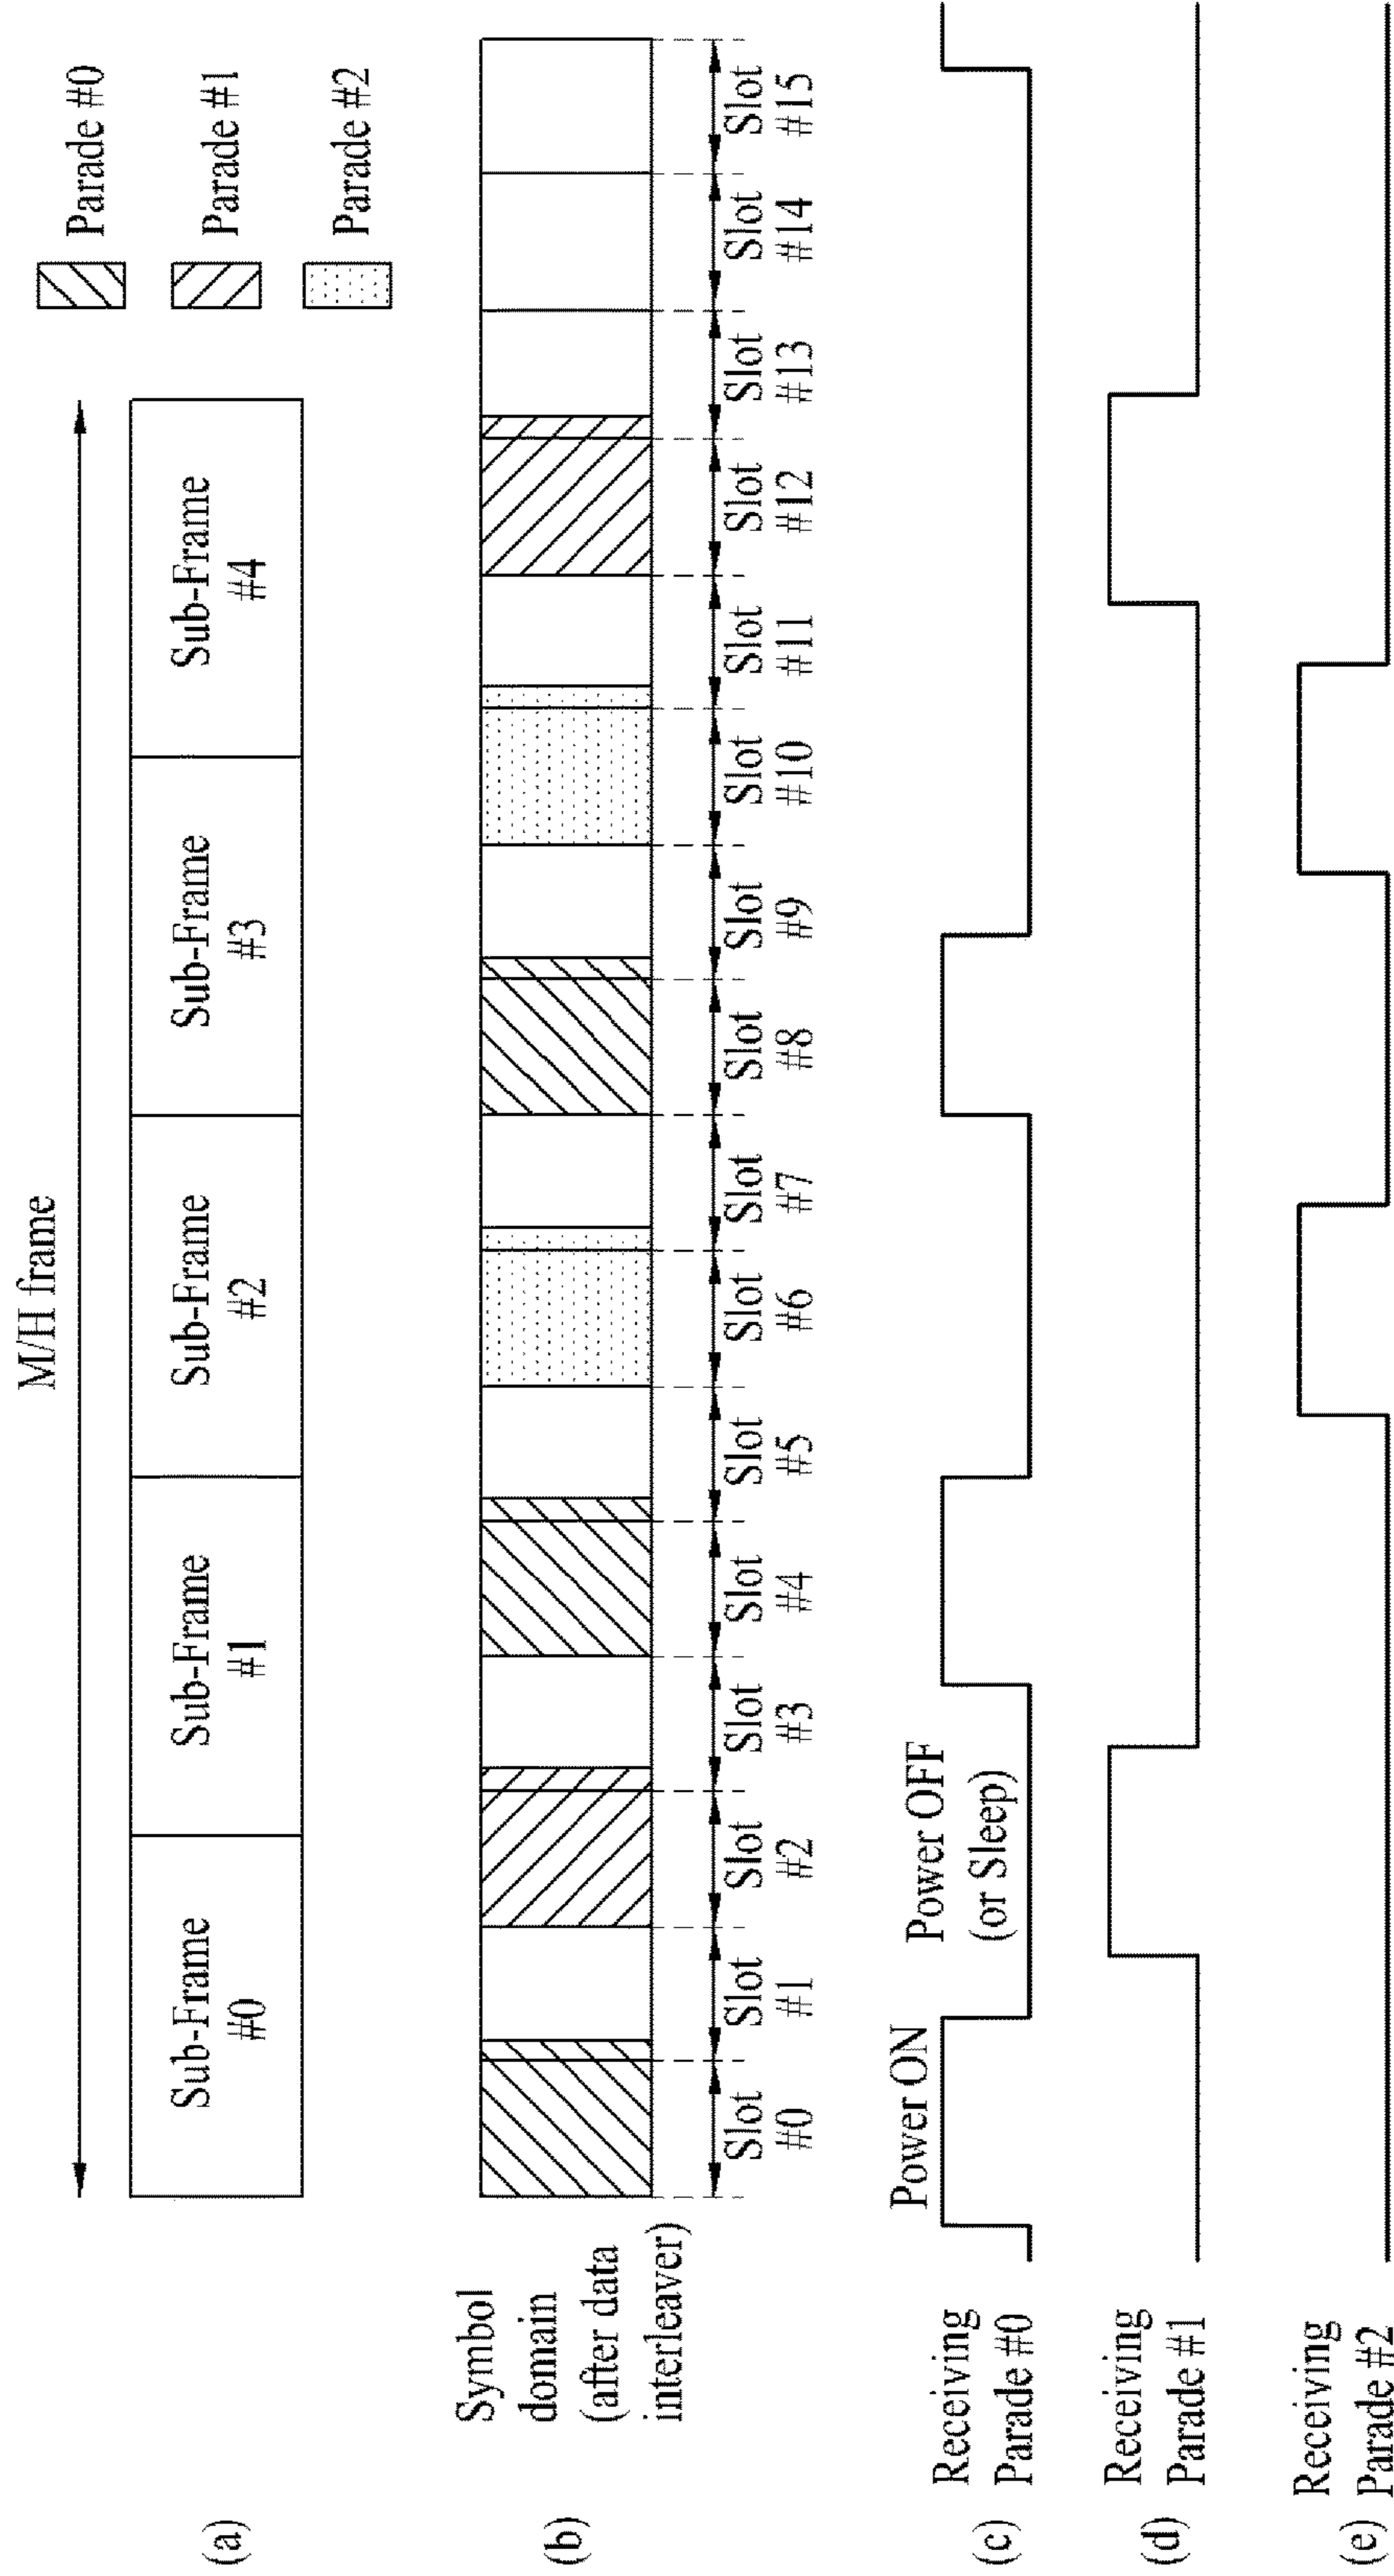 M/H frame
Parade #0
Parade #1
Parade #2
(a)
Sub-Frame
#0
Sub-Frame
#1
Sub-Frame
#2
Sub-Frame
#3
Sub-Frame
#4
(b)
Symbol
domain
(after data
interleaver)
Slot
#0
Slot
#1
Slot
#2
Slot
#3
Slot
#4
Slot
#5
Slot
#6
Slot
#7
Slot
#8
Slot
#9
Slot
#10
Slot
#11
Slot
#12
Slot
#13
Slot
#14
Slot
#15
(c)
Receiving
Parade #0
Power ON
Power OFF
(or Sleep)
(d)
Receiving
Parade #1
(e)
Receiving
Parade #2